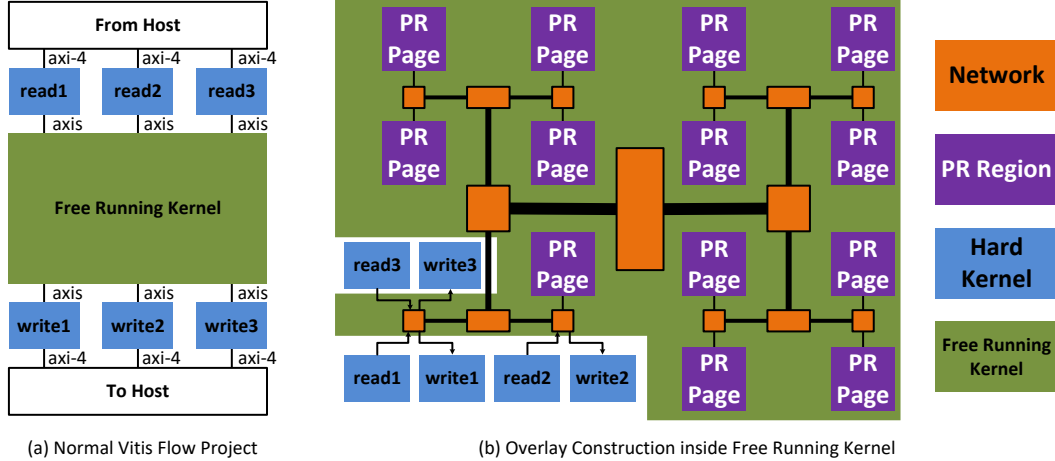 From Host
axi-4 axi-4 axi-4
read1 read2 read3
axis axis axis
Free Running Kernel
axis axis axis
write1 write2 write3
axi-4 axi-4 axi-4
To Host
(a) Normal Vitis Flow Project
PR PR PR PR
Page Page Page Page
PR PR PR PR
Page Page Page Page
read3 write3
PR PR PR
Page Page Page
read1 write1 read2 write2
PR PR
Page Page
(b) Overlay Construction inside Free Running Kernel
Network
PR Region
Hard
Kernel
Free Running
Kernel